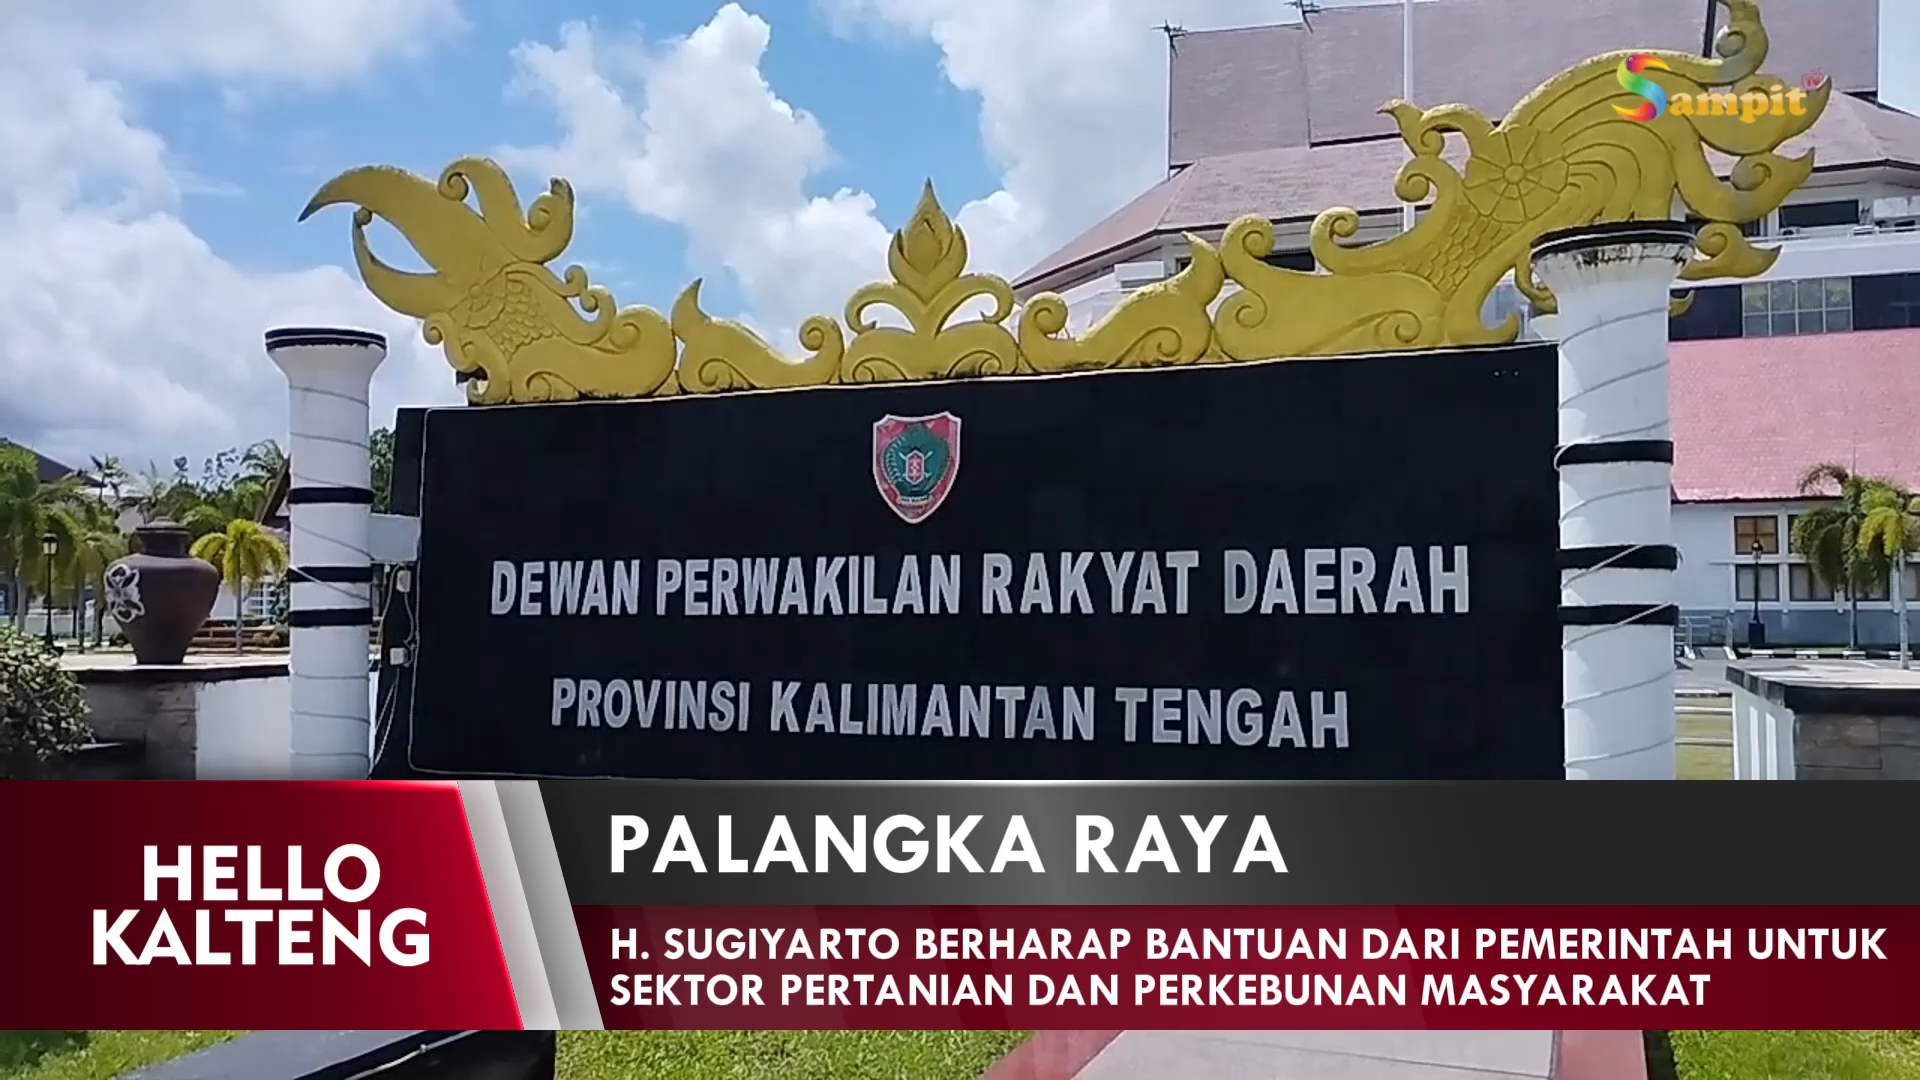 Sampit TV
DEWAN PERWAKILAN RAKYAT DAERAH
PROVINSI KALIMANTAN TENGAH
PALANGKA RAYA
HELLO
KALTENG
H. SUGIYARTO BERHARAP BANTUAN DARI PEMERINTAH UNTUK
SEKTOR PERTANIAN DAN PERKEBUNAN MASYARAKAT